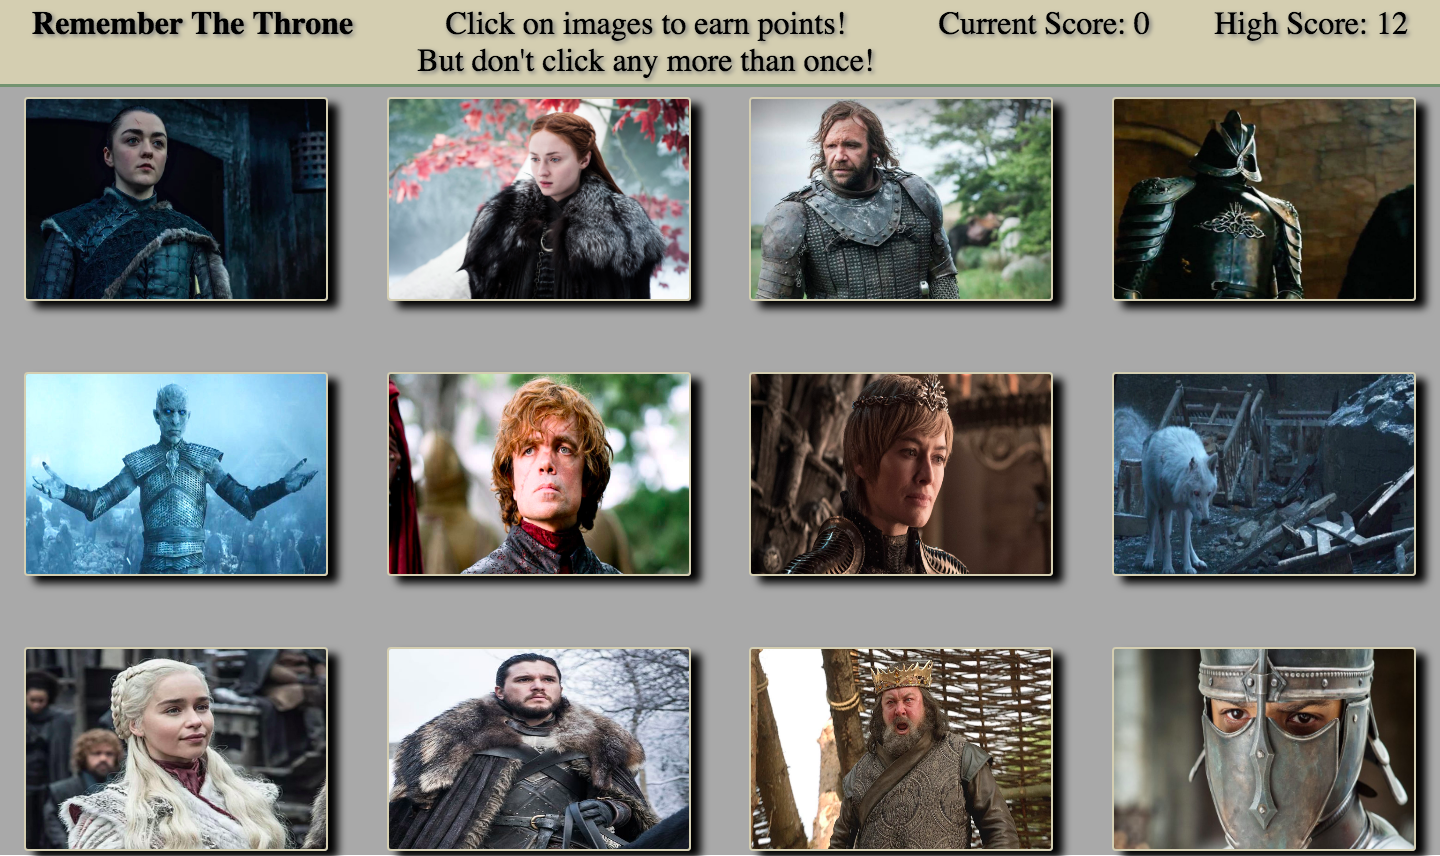 Remember The Throne
Click on images to earn points!
But don't click any more than once!
Current Score: 0
High Score: 12